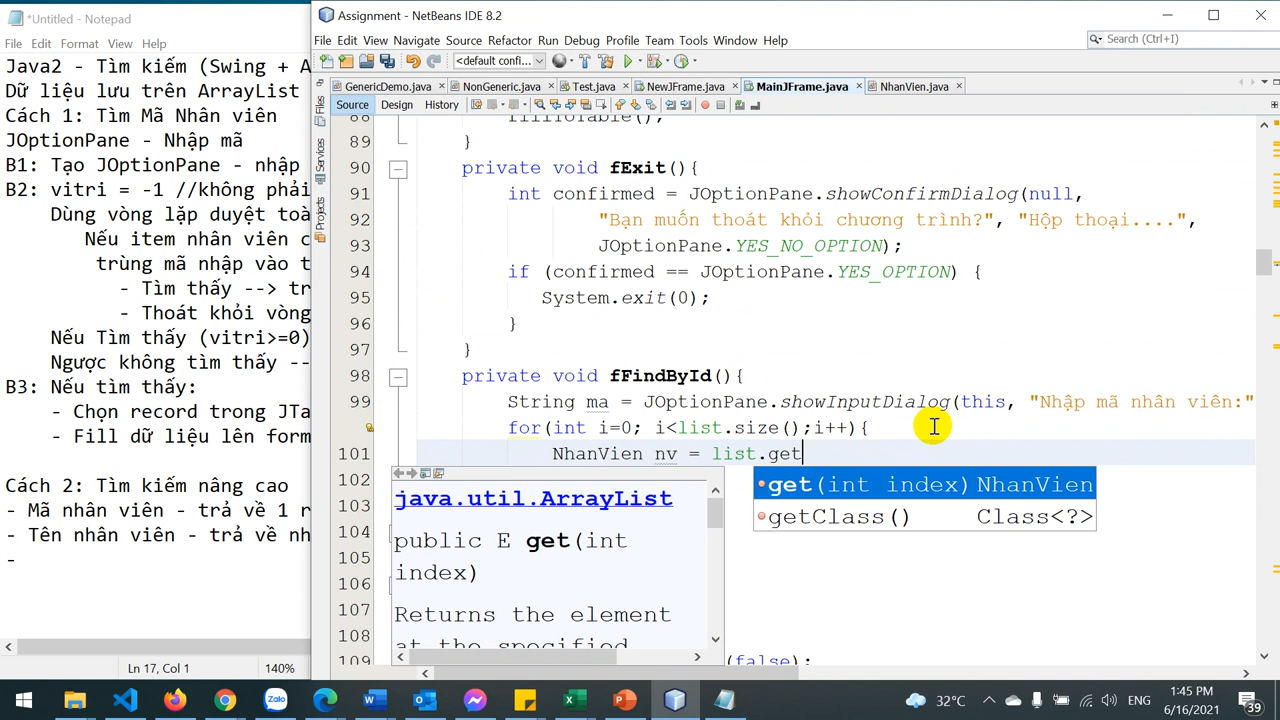 *Untitled - Notepad
File Edit Format View Help
Java2 - Tìm kiếm (Swing + A
Dữ liệu lưu trên ArrayList
Cách 1: Tìm Mã Nhân viên
JOptionPane - Nhập mã
B1: Tạo JOptionPane - nhập
B2: vitri = -1 //không phải
Dùng vòng lặp duyệt toà
Nếu item nhân viên c
trùng mã nhập vào t
- Tìm thấy --> tr
- Thoát khỏi vòng
Nếu Tìm thấy (vitri>=0)
Ngược không tìm thấy --
B3: Nếu tìm thấy:
- Chọn record trong JTa
- Fill dữ liệu lên form
Cách 2: Tìm kiếm nâng cao
- Mã nhân viên - trả về 1 r
- Tên nhân viên - trả về nh
-
Ln 17, Col 1 140%
Assignment - NetBeans IDE 8.2
File Edit View Navigate Source Refactor Run Debug Profile Team Tools Window Help
Search (Ctrl+I)
<default confi...
GenericDemo.java NonGeneric.java Test.java NewJFrame.java MainJFrame.java NhanVien.java
Source Design History
Files
Services
Projects
88 fillToTable();
89 }
90 private void fExit(){
91 int confirmed = JOptionPane.showConfirmDialog(null,
92 "Bạn muốn thoát khỏi chương trình?", "Hộp thoại....",
93 JOptionPane.YES_NO_OPTION);
94 if (confirmed == JOptionPane.YES_OPTION) {
95 System.exit(0);
96 }
97 }
98 private void fFindById(){
99 String ma = JOptionPane.showInputDialog(this, "Nhập mã nhân viên:"
for(int i=0; i<list.size();i++){
101 NhanVien nv = list.get
102
103
104
105
106
107
108
109 (false);
java.util.ArrayList
public E get(int
index)
Returns the element
at the specified
get(int index) NhanVien
getClass() Class<?>
Zalo
32°C
ENG
1:45 PM
6/16/2021
39